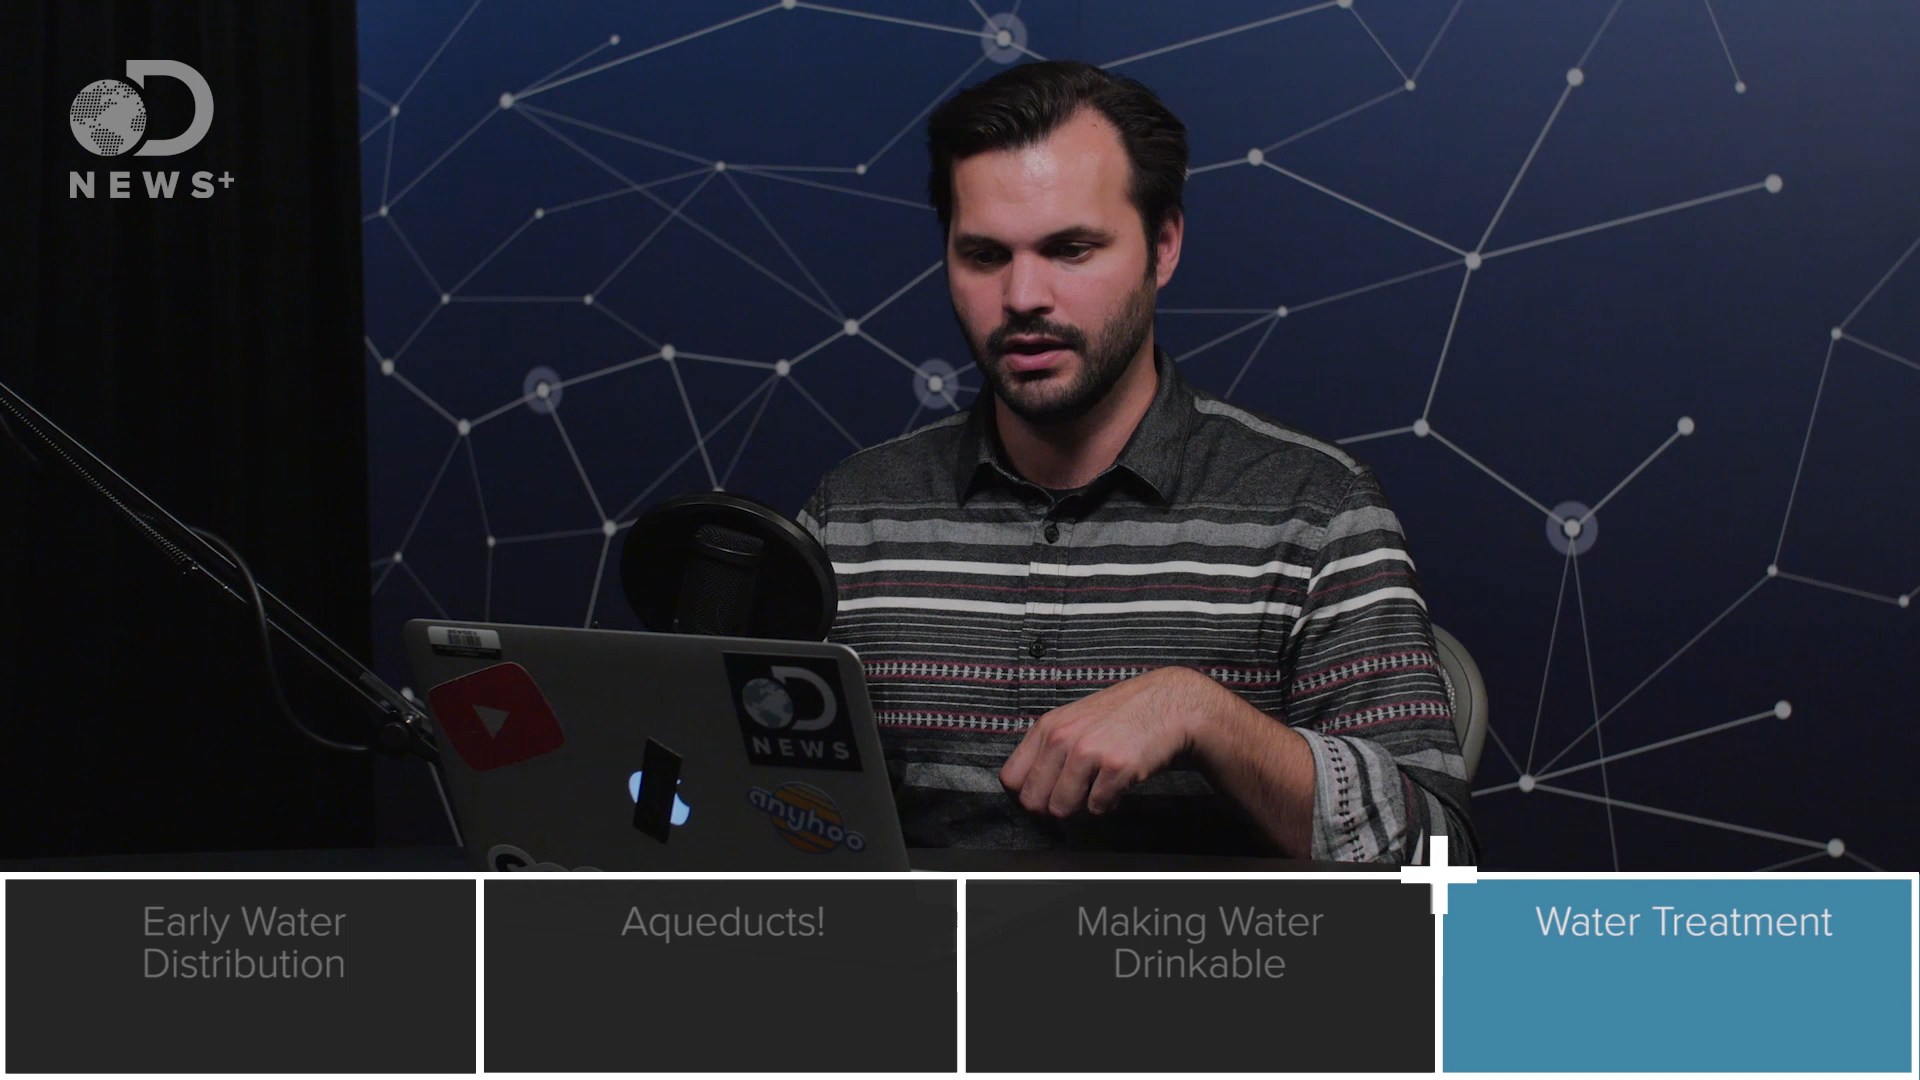 NEWS+
NEWS
anyhoo
Early Water
Distribution
Aqueducts!
Making Water
Drinkable
Water Treatment